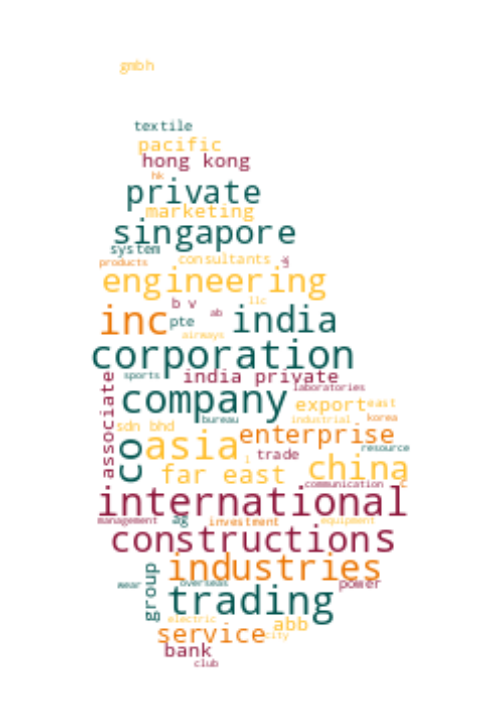 gmbh
textile
pacific
hong kong
hk
private
marketing
singapore
system
products consultants
engineering
b v llc
inc pte ab india
airways
corporation
sports india private
associate laboratories
company export east
bureau industrial korea
sdn bhd enterprise
co asia resource
trade
far east china
communication c
international
management ag investment equipment
constructions
industries
wear group overseas power
trading
electric abb
service city
bank
club